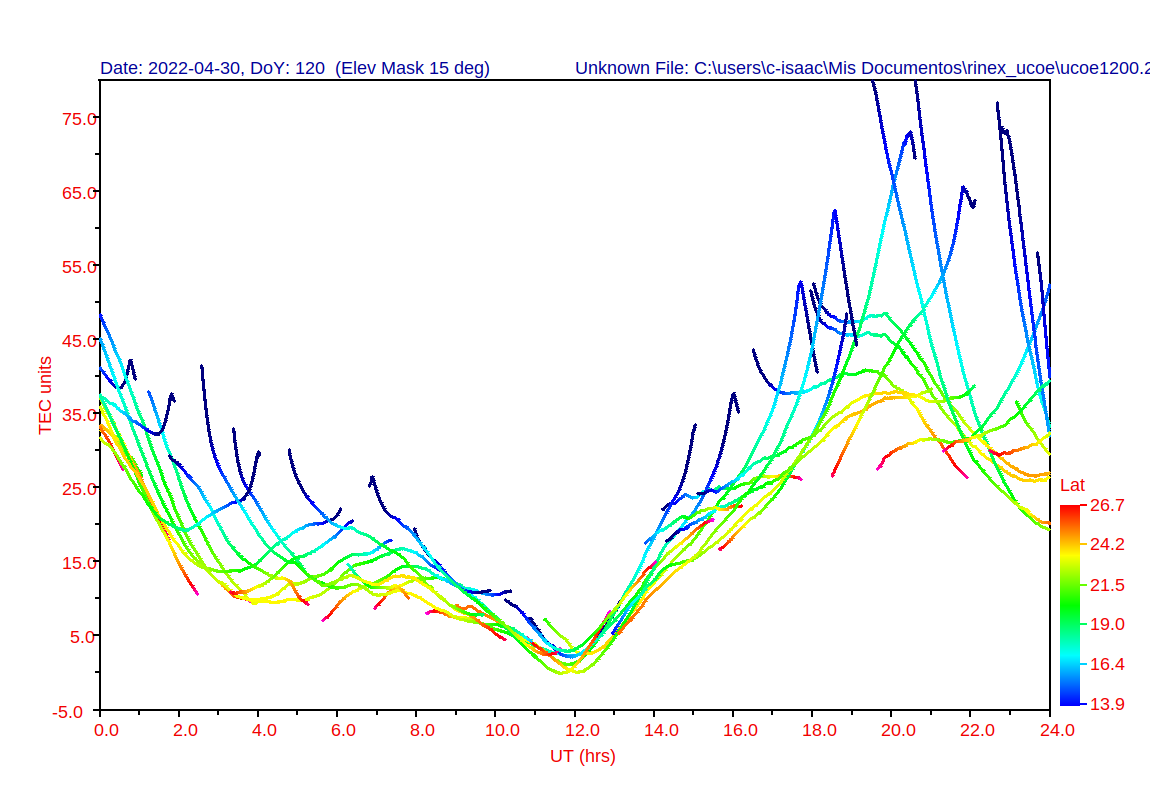 Date: 2022-04-30, DoY: 120  (Elev Mask 15 deg)
Unknown File: C:\users\c-isaac\Mis Documentos\rinex_ucoe\ucoe1200.2
75.0
65.0
55.0
45.0
35.0
25.0
15.0
5.0
-5.0
TEC units
0.0 2.0 4.0 6.0 8.0 10.0 12.0 14.0 16.0 18.0 20.0 22.0 24.0
UT (hrs)
Lat
26.7
24.2
21.5
19.0
16.4
13.9